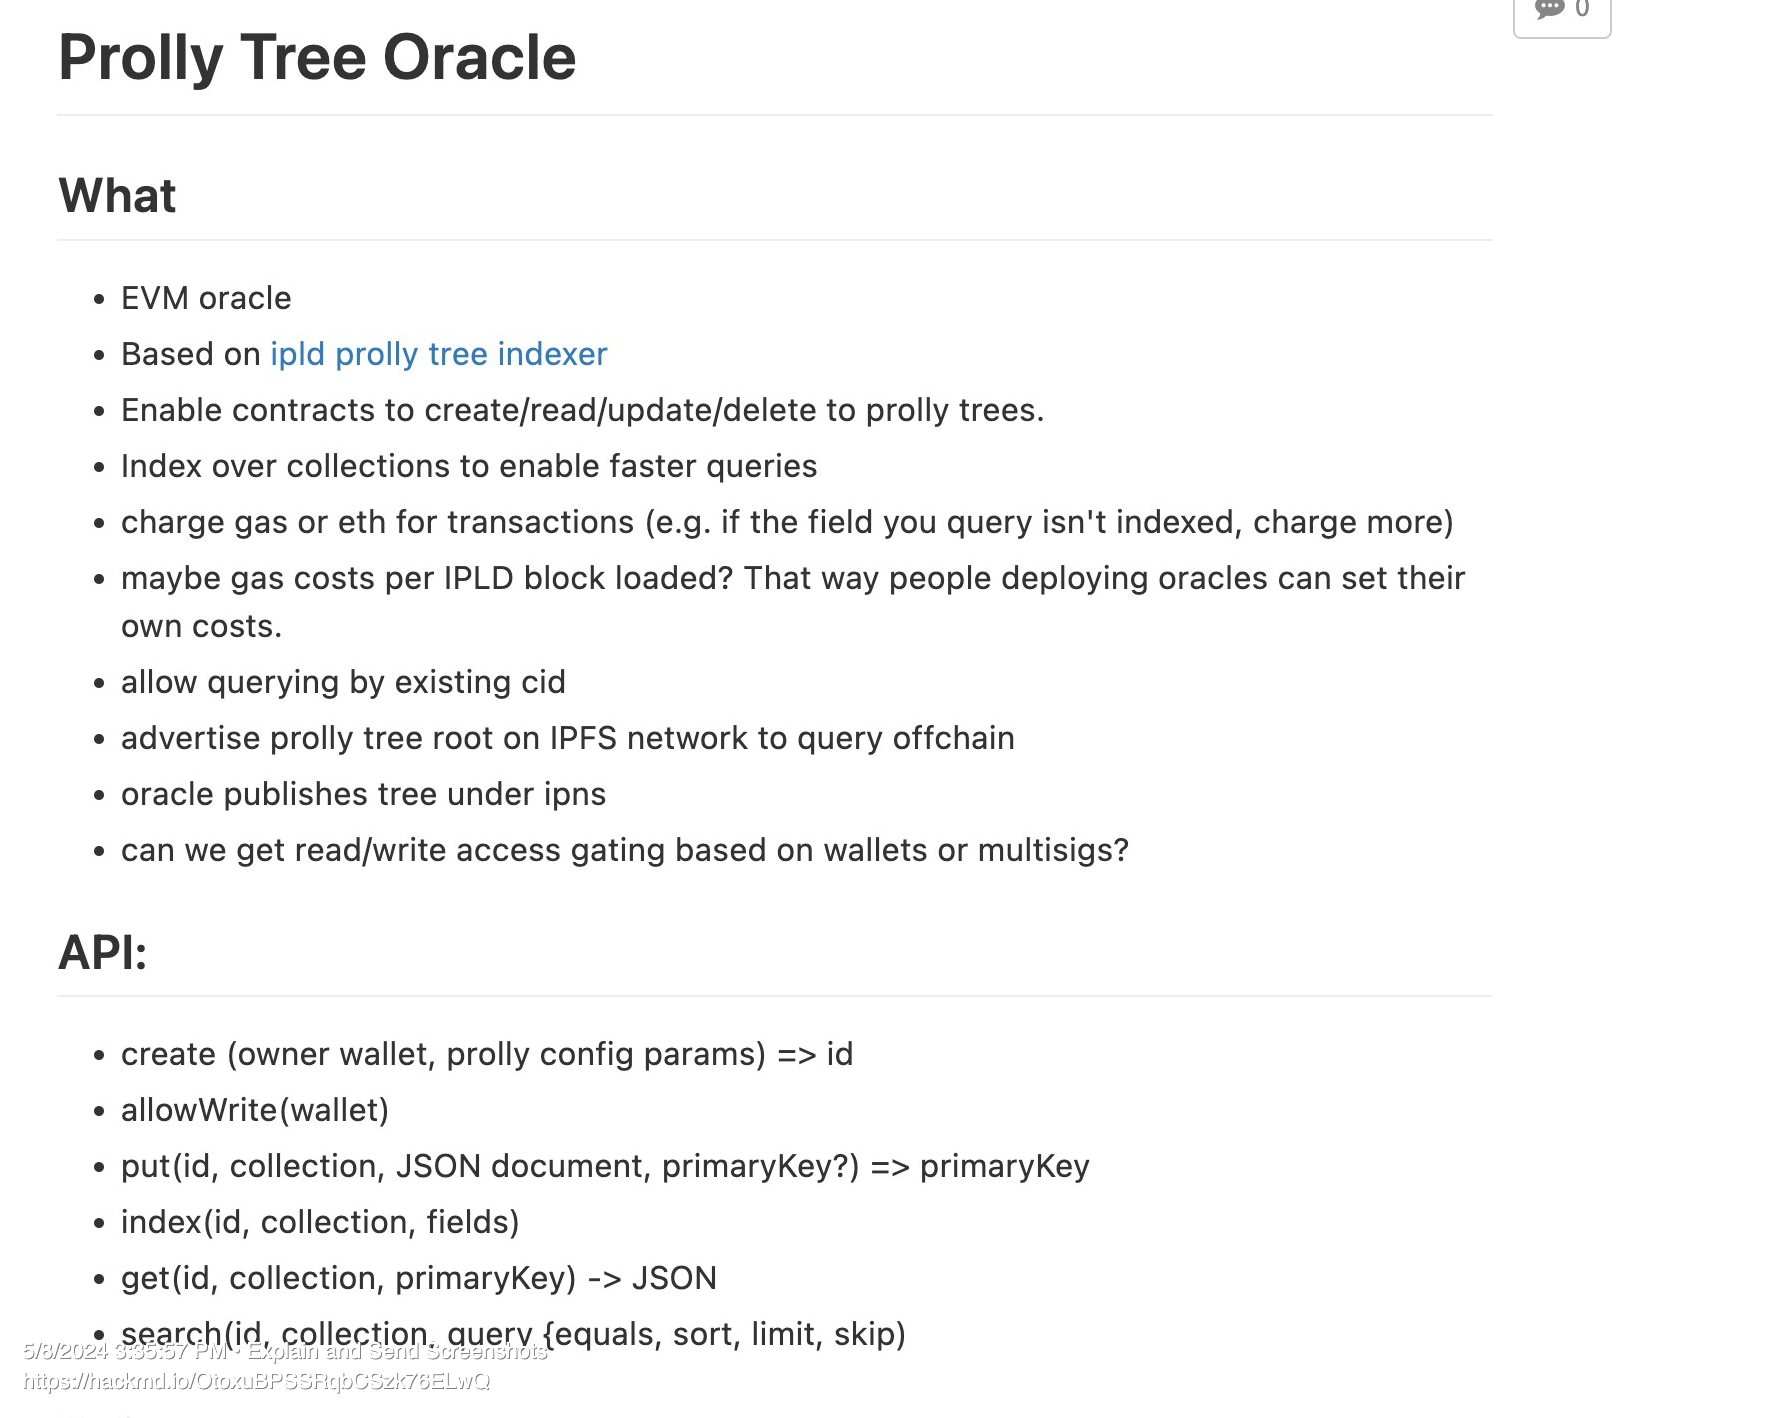 0
Prolly Tree Oracle
What
EVM oracle
Based on ipld prolly tree indexer
Enable contracts to create/read/update/delete to prolly trees.
Index over collections to enable faster queries
charge gas or eth for transactions (e.g. if the field you query isn't indexed, charge more)
maybe gas costs per IPLD block loaded? That way people deploying oracles can set their
own costs.
allow querying by existing cid
advertise prolly tree root on IPFS network to query offchain
oracle publishes tree under ipns
can we get read/write access gating based on wallets or multisigs?
API:
create (owner wallet, prolly config params) => id
allowWrite(wallet)
put(id, collection, JSON document, primaryKey?) => primaryKey
index(id, collection, fields)
get(id, collection, primaryKey) -> JSON
search(id, collection, query {equals, sort, limit, skip)
5/8/2024 3:35:57 PM - Explain and Send Screenshots
https://hackmd.io/OtoxuBPSSRqbCSzk76ELwQ